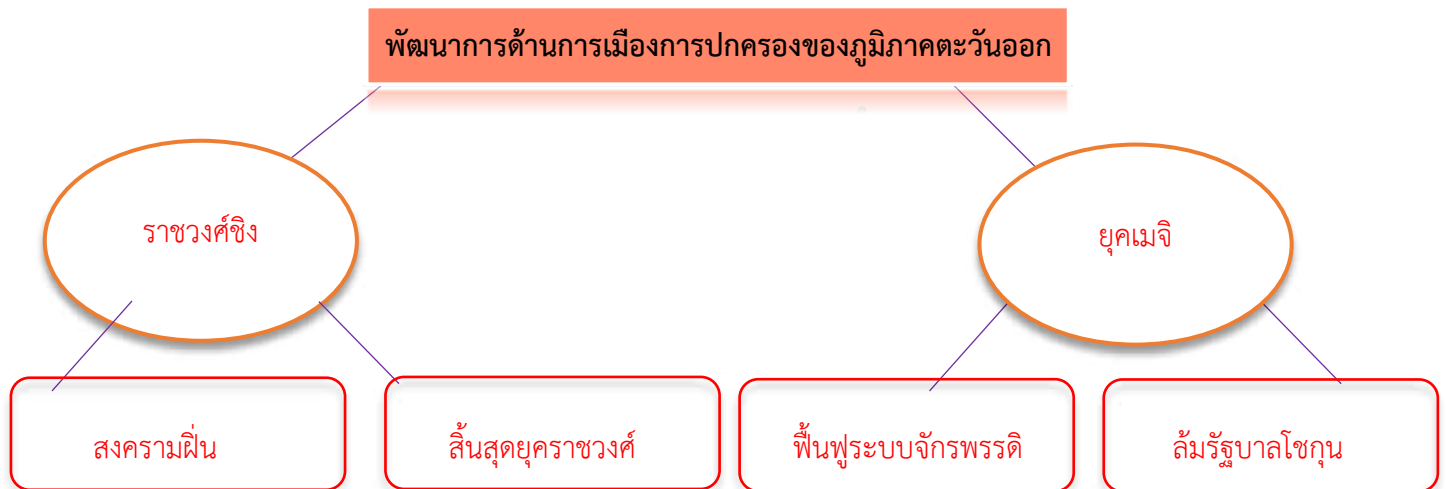 พัฒนาการด้านการเมืองการปกครองของภูมิภาคตะวันออก
ราชวงศ์ชิง
ยุคเมจิ
สงครามฝิ่น
สิ้นสุดยุคราชวงศ์
ฟื้นฟูระบบจักรพรรดิ
ล้มรัฐบาลโชกุน